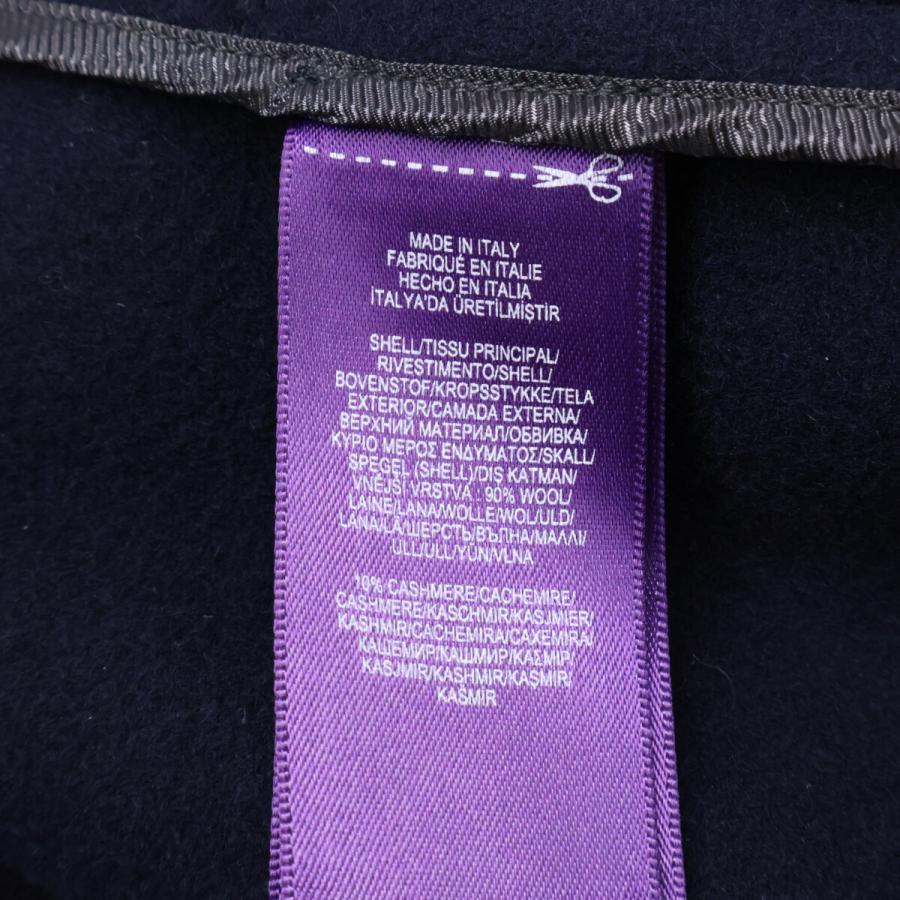 MADE IN ITALY
FABRIQUÉ EN ITALIE
HECHO EN ITALIA
İTALYA'DA ÜRETİLMİŞTİR
SHELL/TISSU PRINCIPAL/
RIVESTIMENTO/SHELL/
BOVENSTOF/KROPSSTYKKE/TELA
EXTERIOR/CAMADA EXTERNA/
ВЕРХНИЙ МАТЕРИАЛ/ОБВИВКА/
ΚΥΡΙΟ ΜΕΡΟΣ ΕΝΔΥΜΑΤΟΣ/SKALL/
SPEGEL (SHELL)/DIŞ KATMAN/
VNĚJŠÍ VRSTVA : 90% WOOL/
LAINE/LANA/WOLLE/WOL/ULD/
LANA/LÃ/ШЕРСТЬ/ВЪЛНА/ΜΑΛΛΙ/
ULL/ULL/YÜN/VLNA
10% CASHMERE/CACHEMIRE/
CASHMERE/KASCHMIR/KASJMIER/
KASHMIR/CACHEMIRA/CAXEMIRA/
КАШЕМИР/КАШМИР/ΚΑΣΜΙΡ/
KASJMIR/KASHMIR/KAŞMIR/
KAŠMÍR